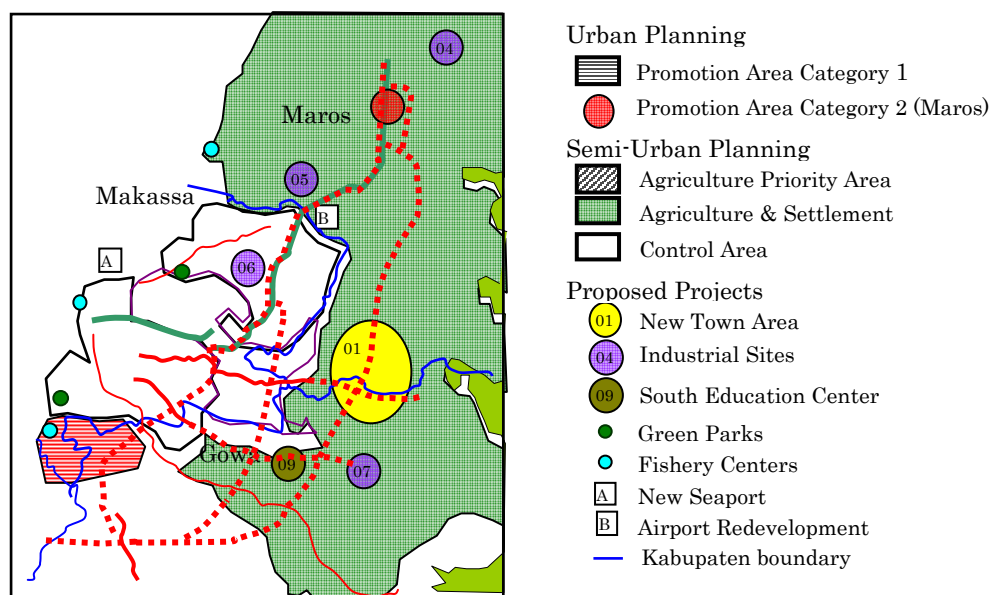 04
Maros
05
Makassa
B
A
06
01
Gowa
09
07
Urban Planning
Promotion Area Category 1
Promotion Area Category 2 (Maros)
Semi-Urban Planning
Agriculture Priority Area
Agriculture & Settlement
Control Area
Proposed Projects
01 New Town Area
04 Industrial Sites
09 South Education Center
Green Parks
Fishery Centers
A New Seaport
B Airport Redevelopment
Kabupaten boundary